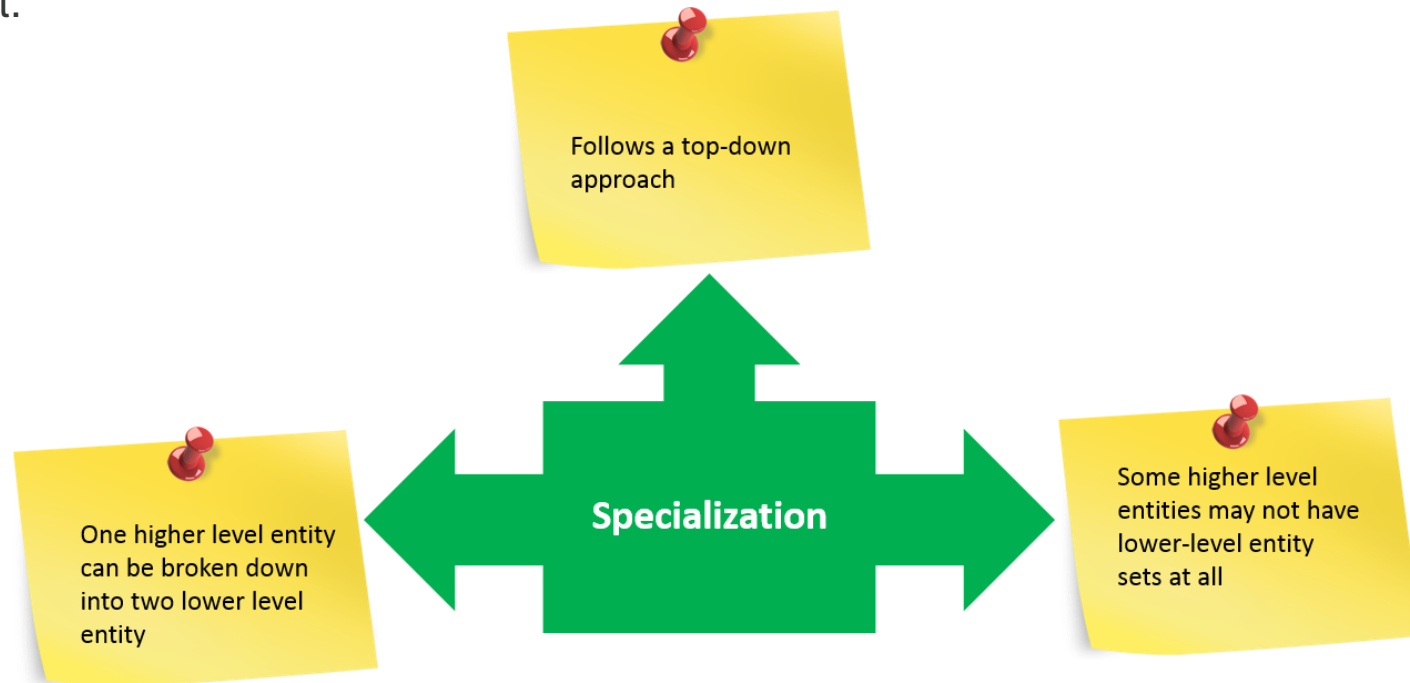 t.
Follows a top-down
approach
One higher level entity
can be broken down
into two lower level
entity
Specialization
Some higher level
entities may not have
lower-level entity
sets at all